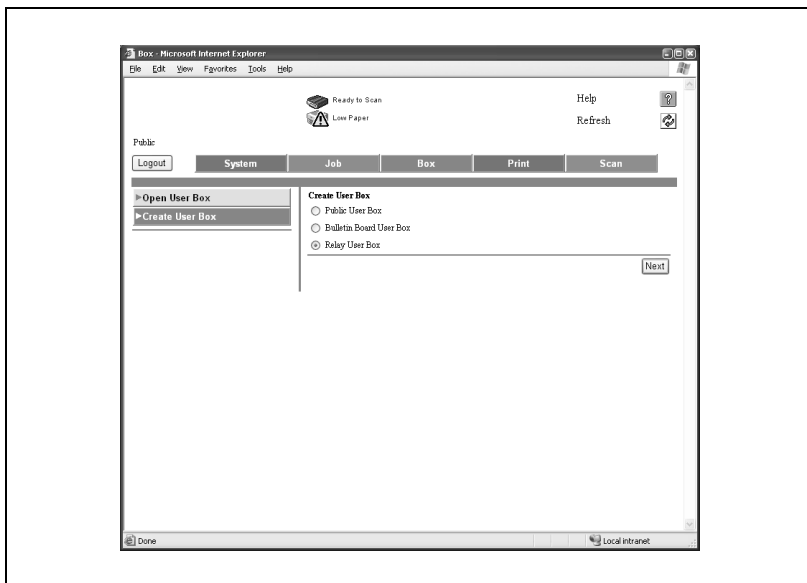 Box - Microsoft Internet Explorer
File Edit View Favorites Tools Help
Ready to Scan
Help
?
Low Paper
Refresh
Public
Logout
System Job Box Print Scan
Open User Box
Create User Box
Create User Box
Public User Box
Bulletin Board User Box
Relay User Box
Next
Done
Local intranet